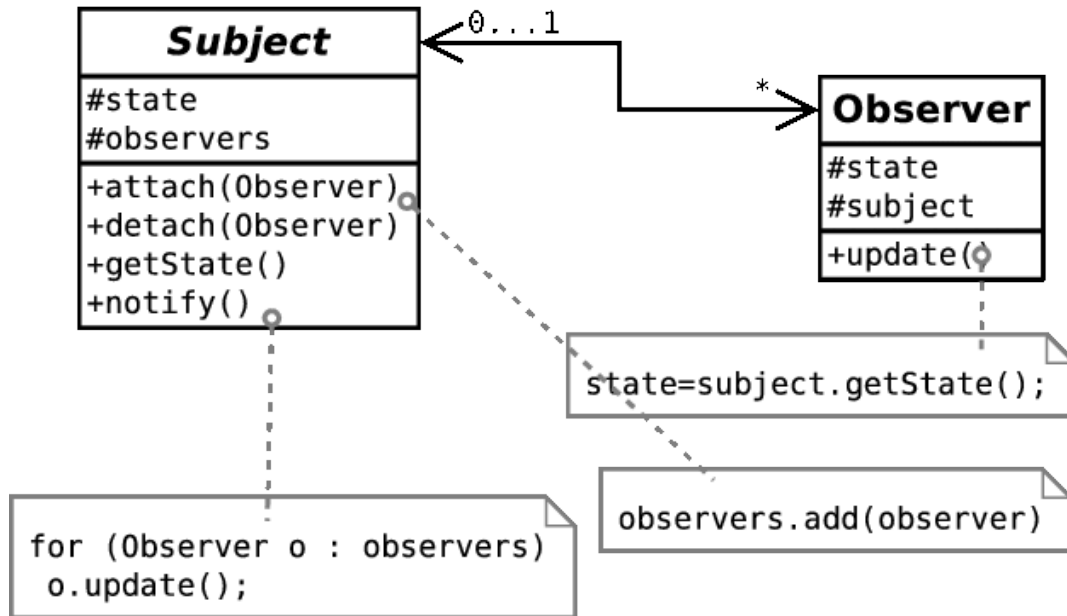 Subject
#state
#observers
+attach(Observer)
+detach(Observer)
+getState()
+notify()
0...1
*
Observer
#state
#subject
+update()
state=subject.getState();
observers.add(observer)
for (Observer o : observers)
o.update();